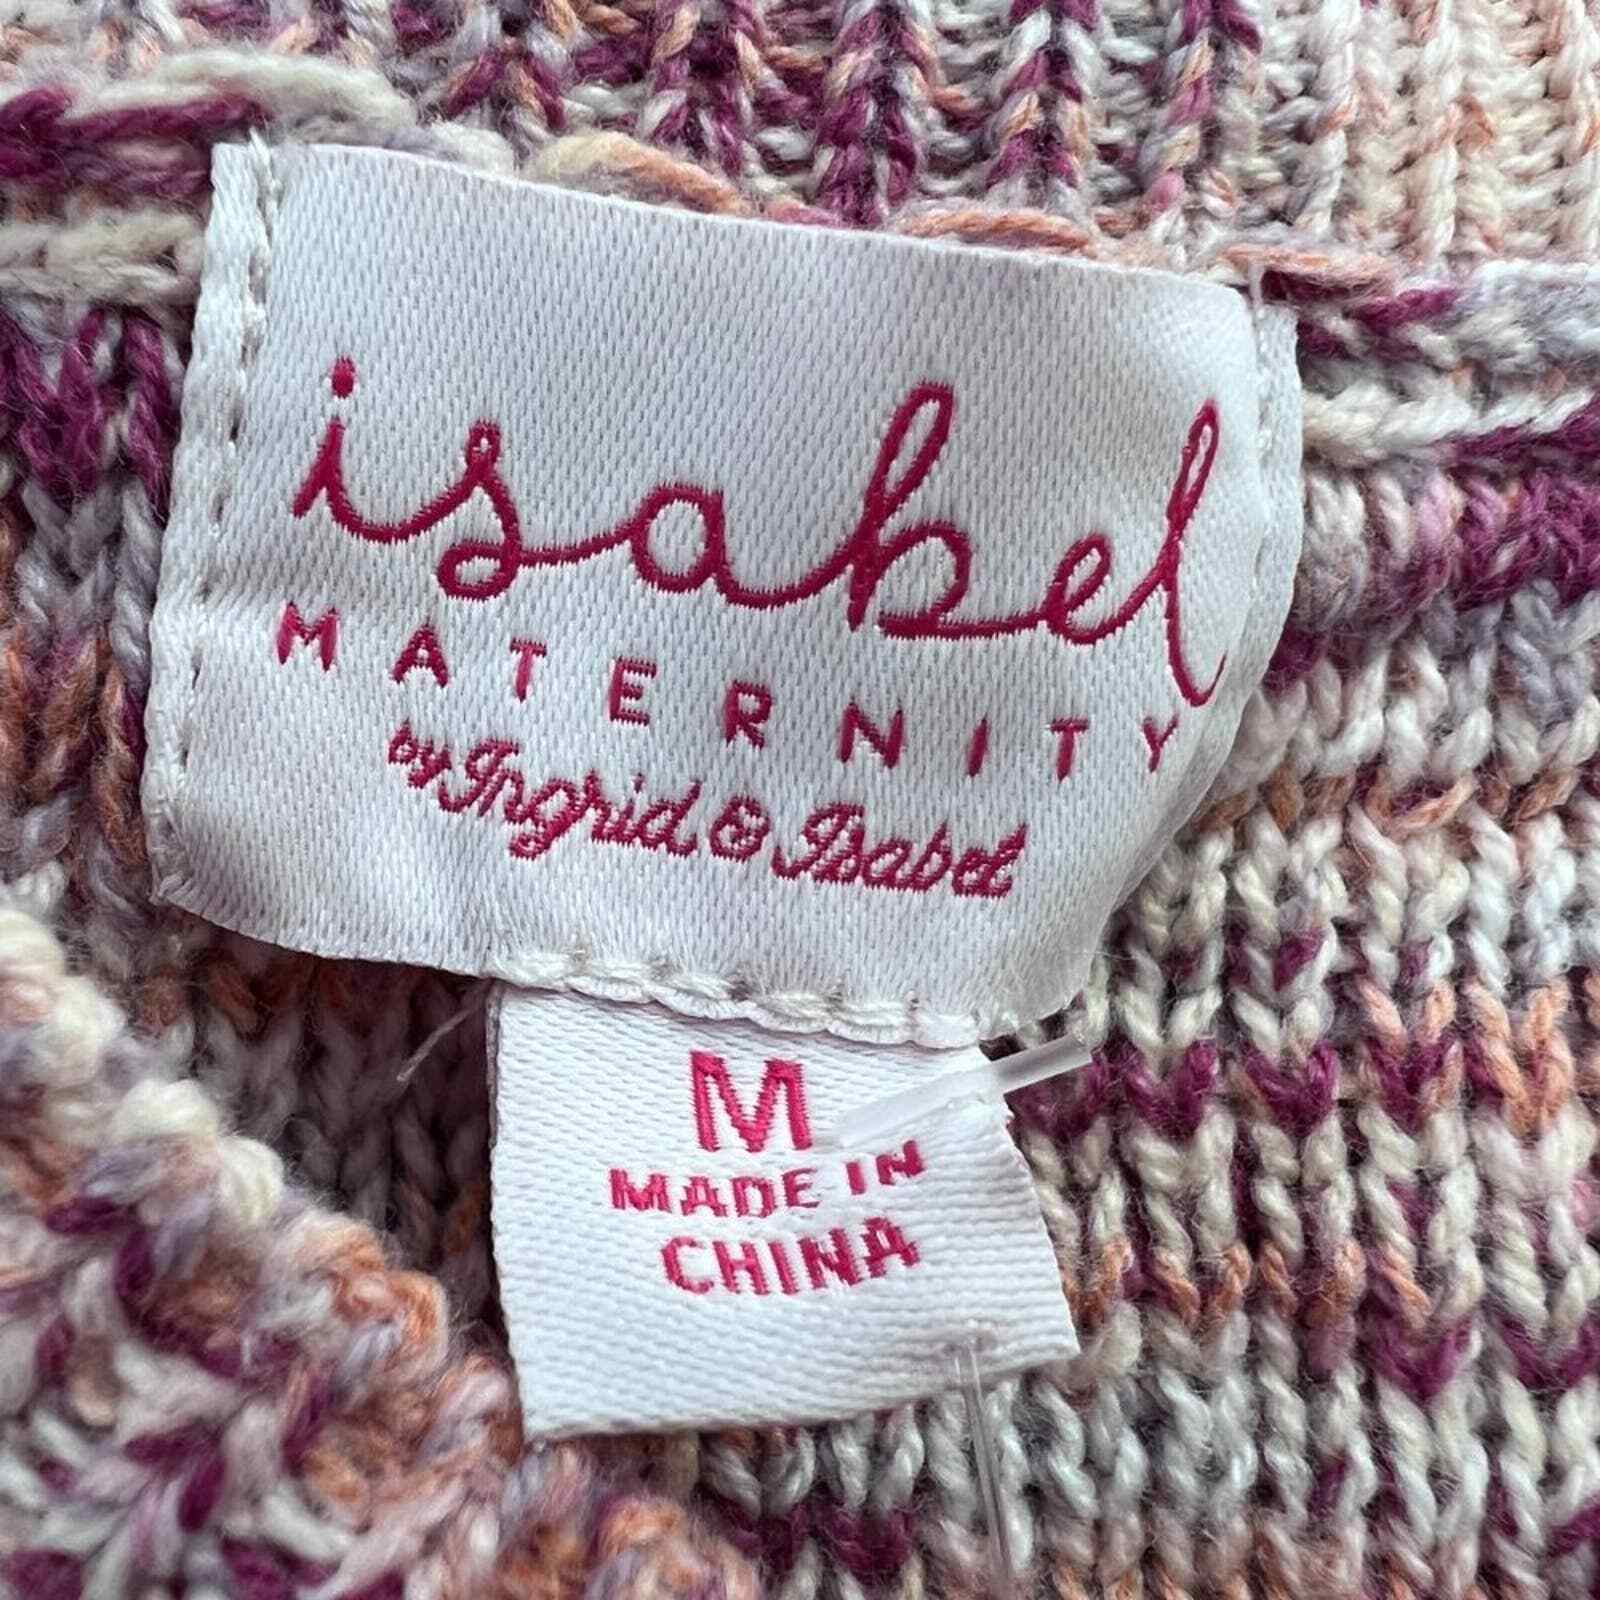 isabel
MATERNITY
by Ingrid & Isabel
M
MADE IN
CHINA